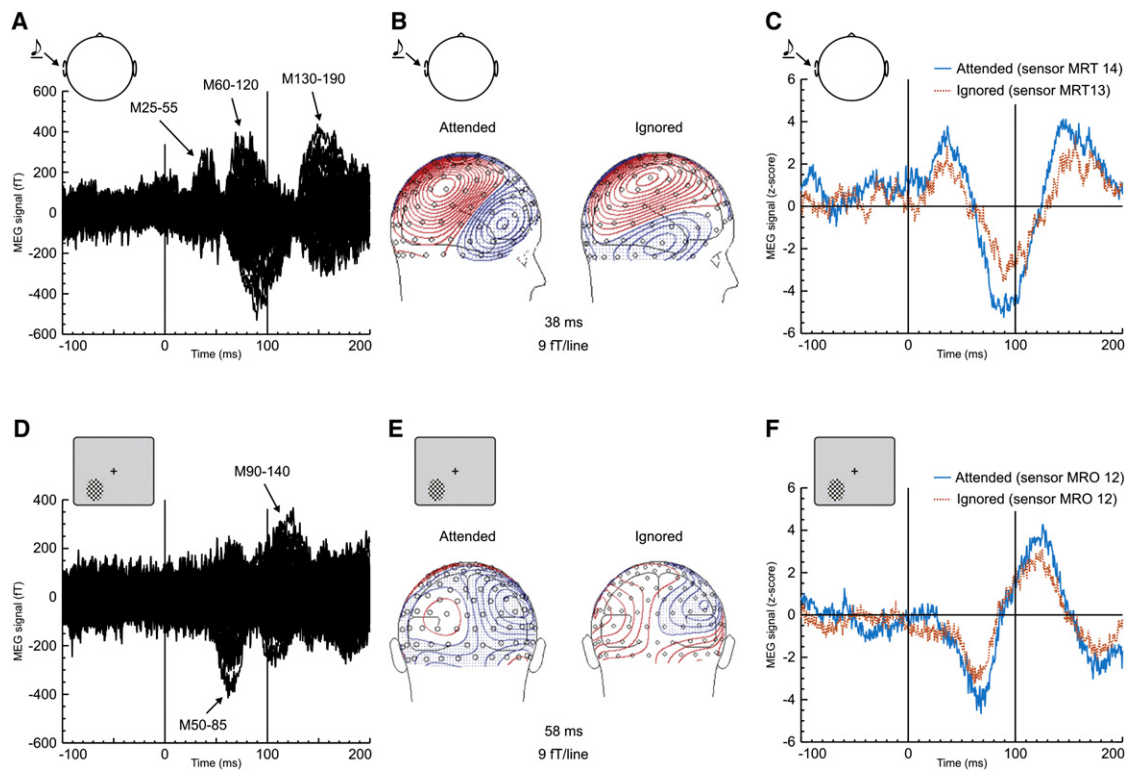 A
M25-55
M60-120
M130-190
MEG signal (fT)
600
400
200
0
-200
-400
-600
-100
0
100
200
Time (ms)
B
Attended
Ignored
38 ms
9 fT/line
C
Attended (sensor MRT 14)
Ignored (sensor MRT13)
MEG signal (z-score)
6
4
2
0
-2
-4
-6
-100
0
100
200
Time (ms)
D
M90-140
M50-85
MEG signal (fT)
400
200
0
-200
-400
-600
-100
0
100
200
Time (ms)
E
Attended
Ignored
58 ms
9 fT/line
F
Attended (sensor MRO 12)
Ignored (sensor MRO 12)
MEG signal (z-score)
6
4
2
0
-2
-4
-6
-100
0
100
200
Time (ms)